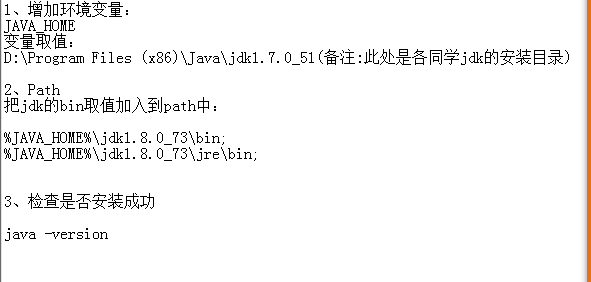 1、增加环境变量：
JAVA_HOME
变量取值：
D:\Program Files (x86)\Java\jdk1.7.0_51(备注:此处是各同学jdk的安装目录)
2、Path
把jdk的bin取值加入到path中：
%JAVA_HOME%\jdk1.8.0_73\bin;
%JAVA_HOME%\jdk1.8.0_73\jre\bin;
3、检查是否安装成功
java -version